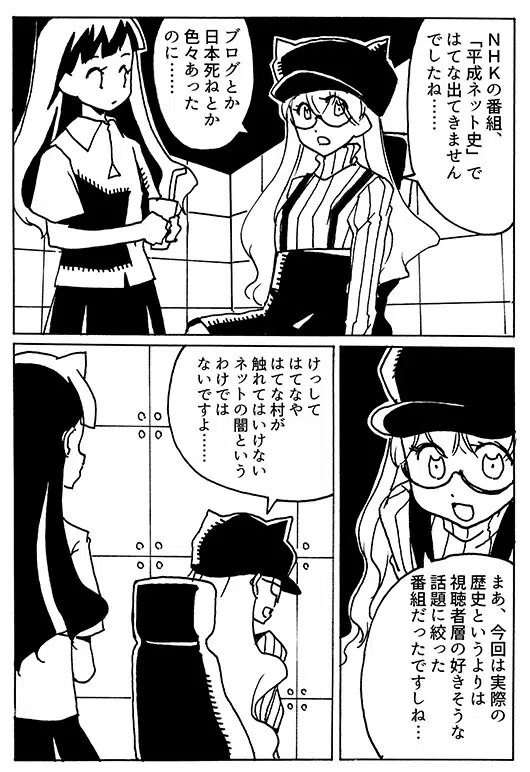 NHKの番組、
「平成ネット史」で
はてな出てきません
でしたね……
ブログとか
日本死ねとか
色々あった
のに……
まあ、今回は実際の
歴史というよりは
視聴者層の好きそうな
話題に絞った
番組だったですしね…
けっして
はてなや
はてな村が
触れてはいけない
ネットの闇という
わけでは
ないですよ……